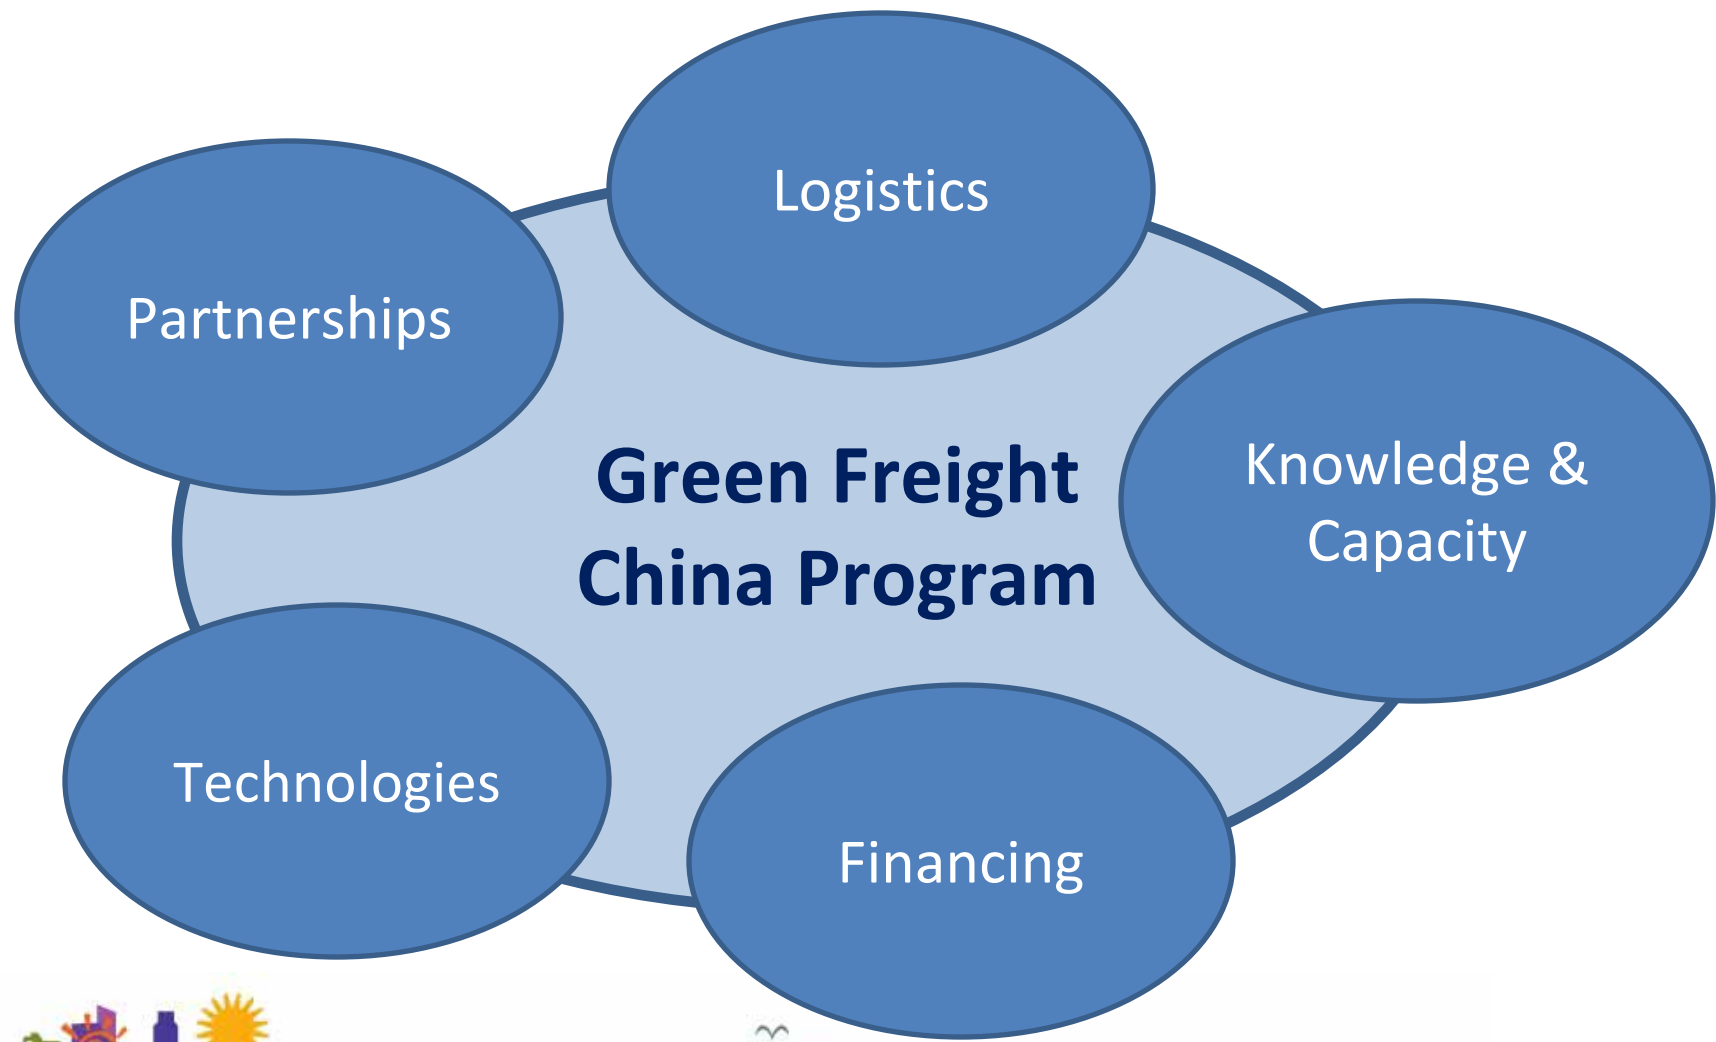 Logistics
Partnerships
Knowledge &
Capacity
Green Freight
China Program
Technologies
Financing